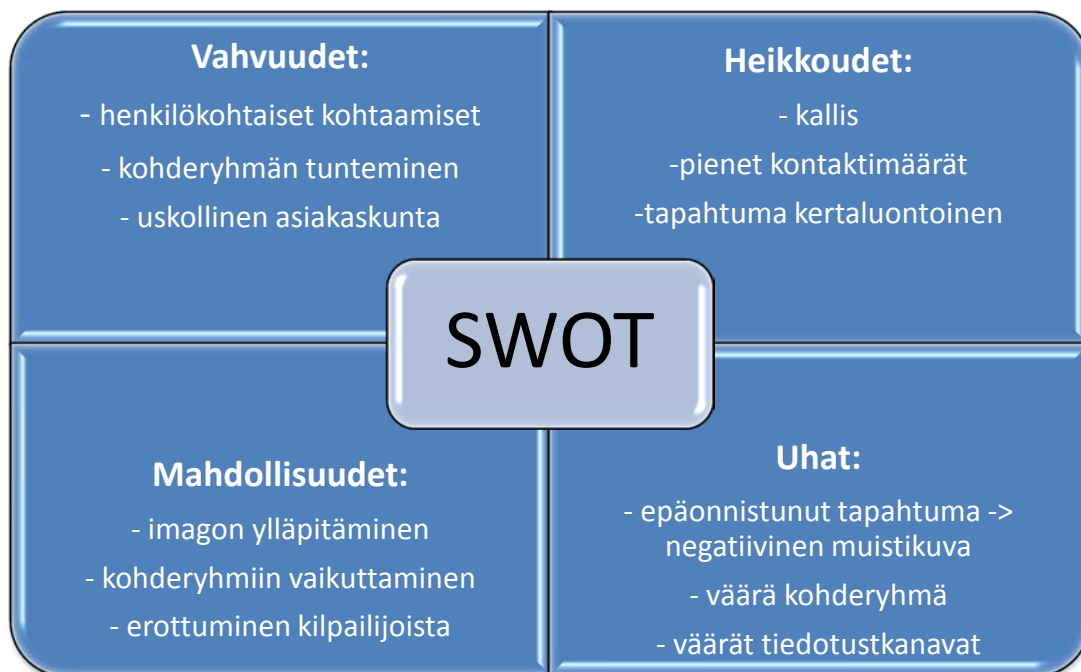 Vahvuudet:
- henkilökohtaiset kohtaamiset
- kohderyhmän tunteminen
- uskollinen asiakaskunta
Heikkoudet:
- kallis
-pienet kontaktimäärät
-tapahtuma kertaluontoinen
SWOT
Mahdollisuudet:
- imagon ylläpitäminen
- kohderyhmiin vaikuttaminen
- erottuminen kilpailijoista
Uhat:
- epäonnistunut tapahtuma ->
negatiivinen muistikuva
- väärä kohderyhmä
- väärät tiedotustkanavat